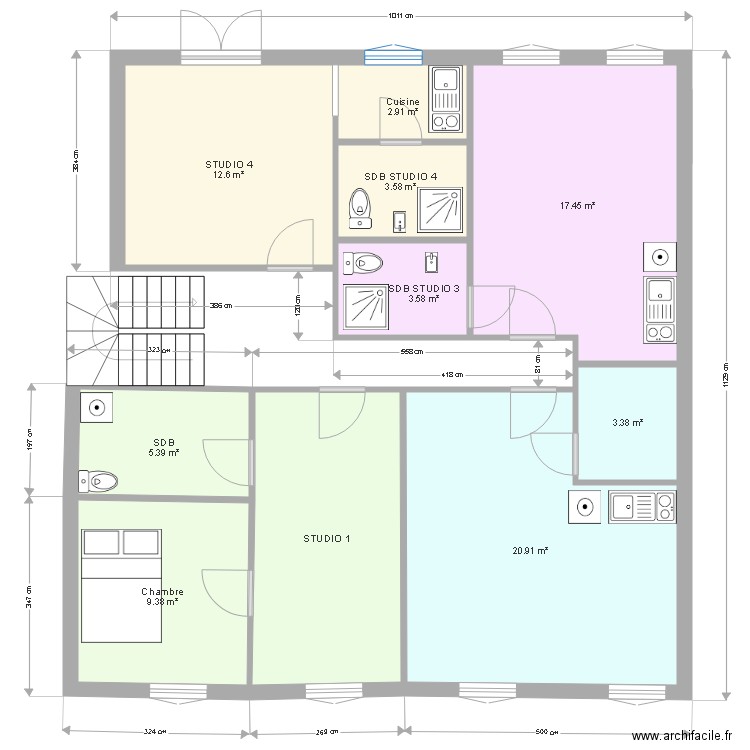 1011 cm
384 cm
STUDIO 4
12.6 m²
Cuisine
2.91 m²
SDB STUDIO 4
3.58 m²
17.45 m²
SDB STUDIO 3
3.58 m²
386 cm
120 cm
323 cm
558 cm
81 cm
418 cm
1129 cm
197 cm
SDB
5.39 m²
3.38 m²
STUDIO 1
20.91 m²
347 cm
Chambre
9.38 m²
324 cm
269 cm
500 cm
www.archifacile.fr